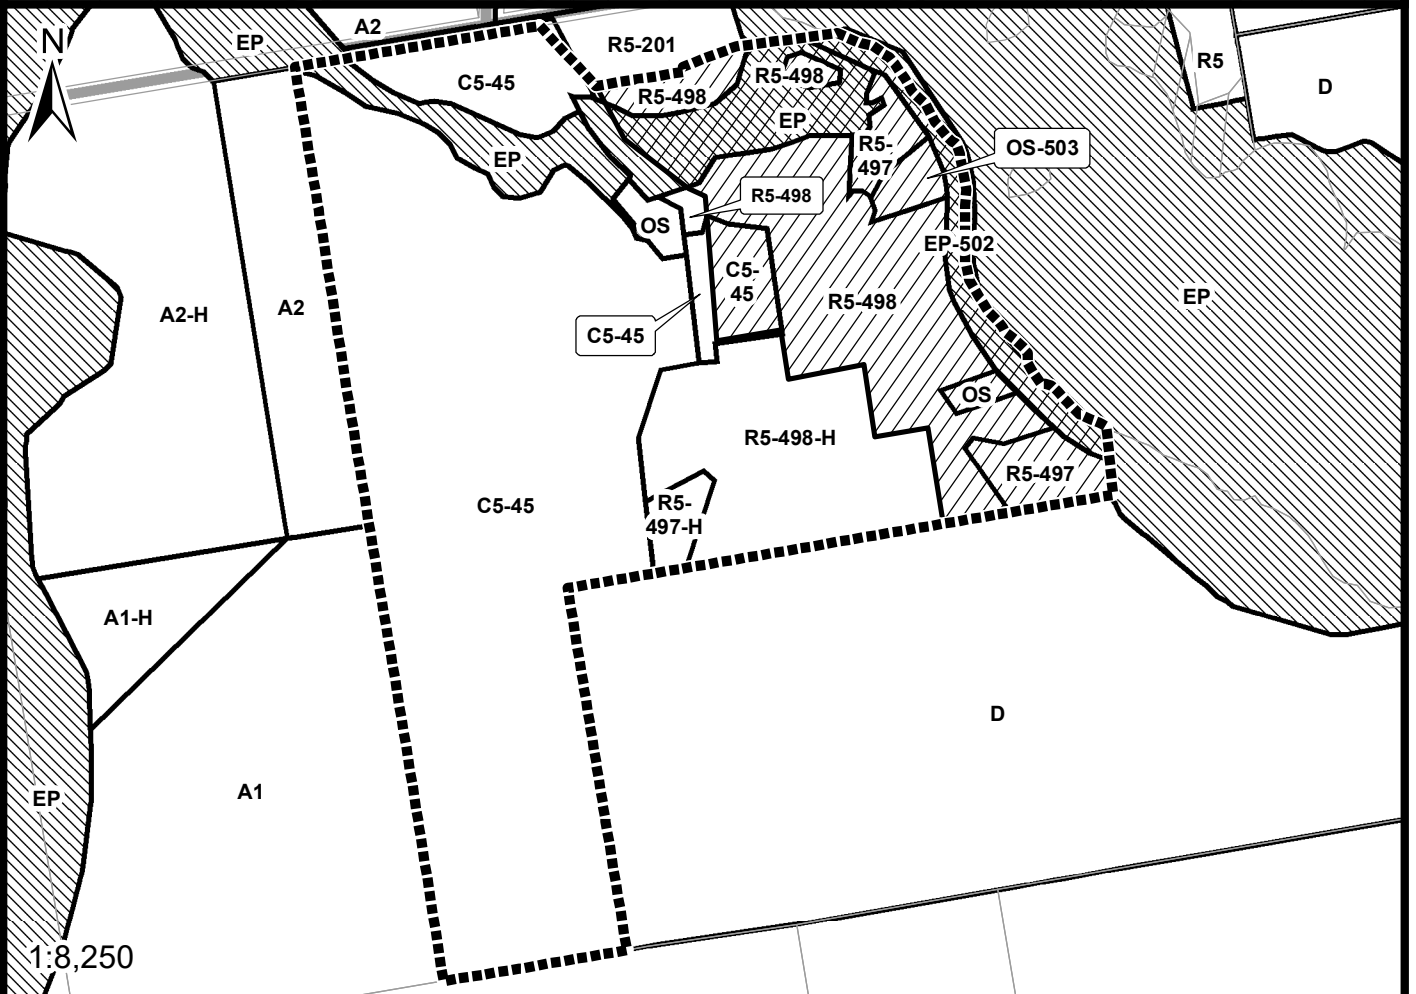 A2
N
EP
R5-201
R5
C5-45
R5-498
D
R5-498
EP
OS-503
R5-
497
EP
R5-498
OS
EP-502
C5-
45
EP
R5-498
A2-H
A2
C5-45
OS
R5-498-H
R5-497
C5-45
R5-
497-H
A1-H
D
A1
EP
1:8,250